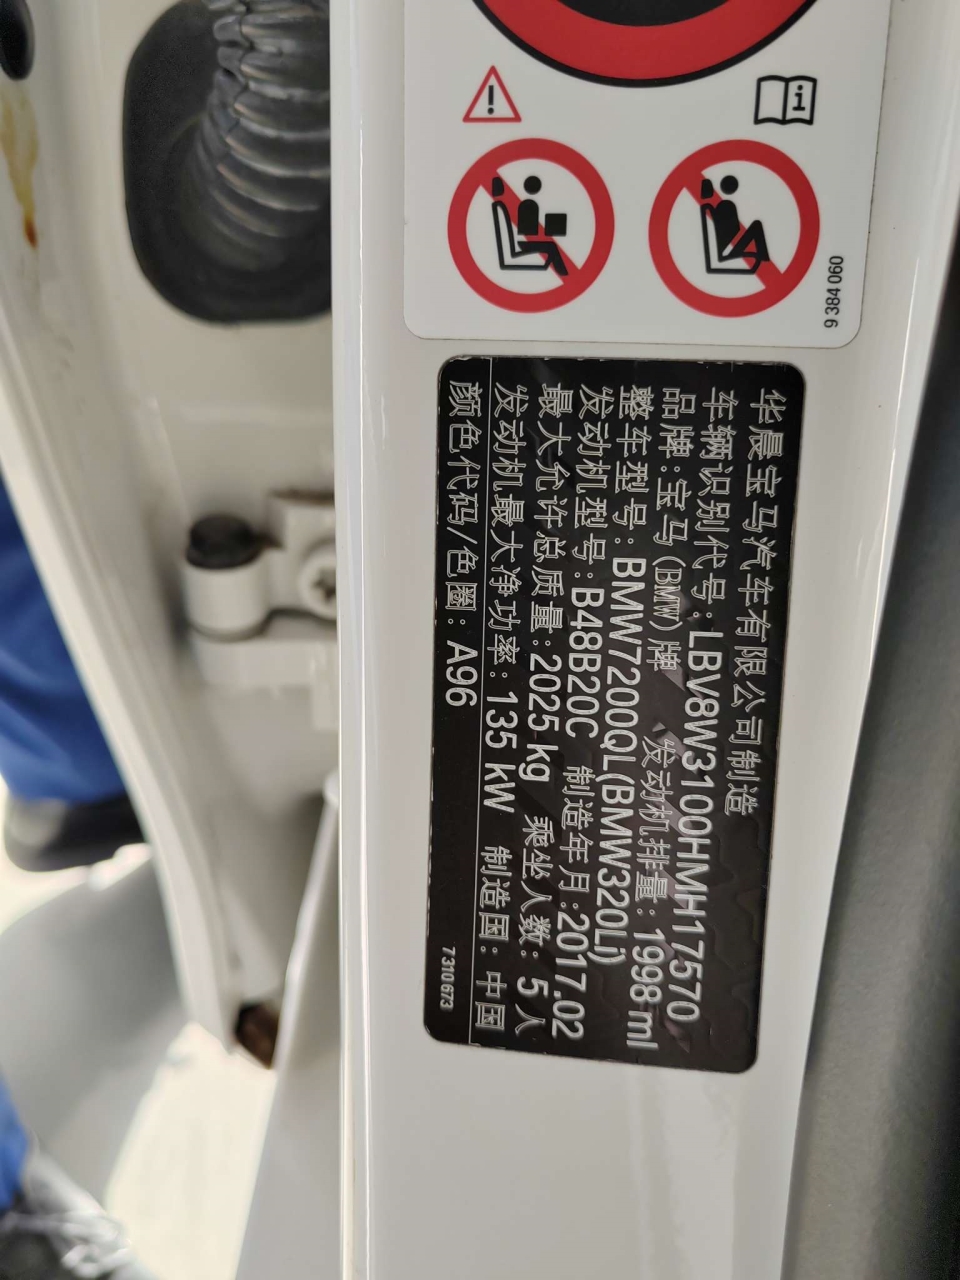 9 384 060
华晨宝马汽车有限公司制造
车辆识别代号:LBV8W3100HMH17570
品牌:宝马(BMW)牌 发动机排量:1998 ml
整车型号:BMW7200QL(BMW320Li)
发动机型号:B48B20C 制造年月:2017.02
最大允许总质量:2025 kg 乘坐人数:5 人
发动机最大净功率:135 kW 制造国:中国
颜色代码/色圈:A96
7310673